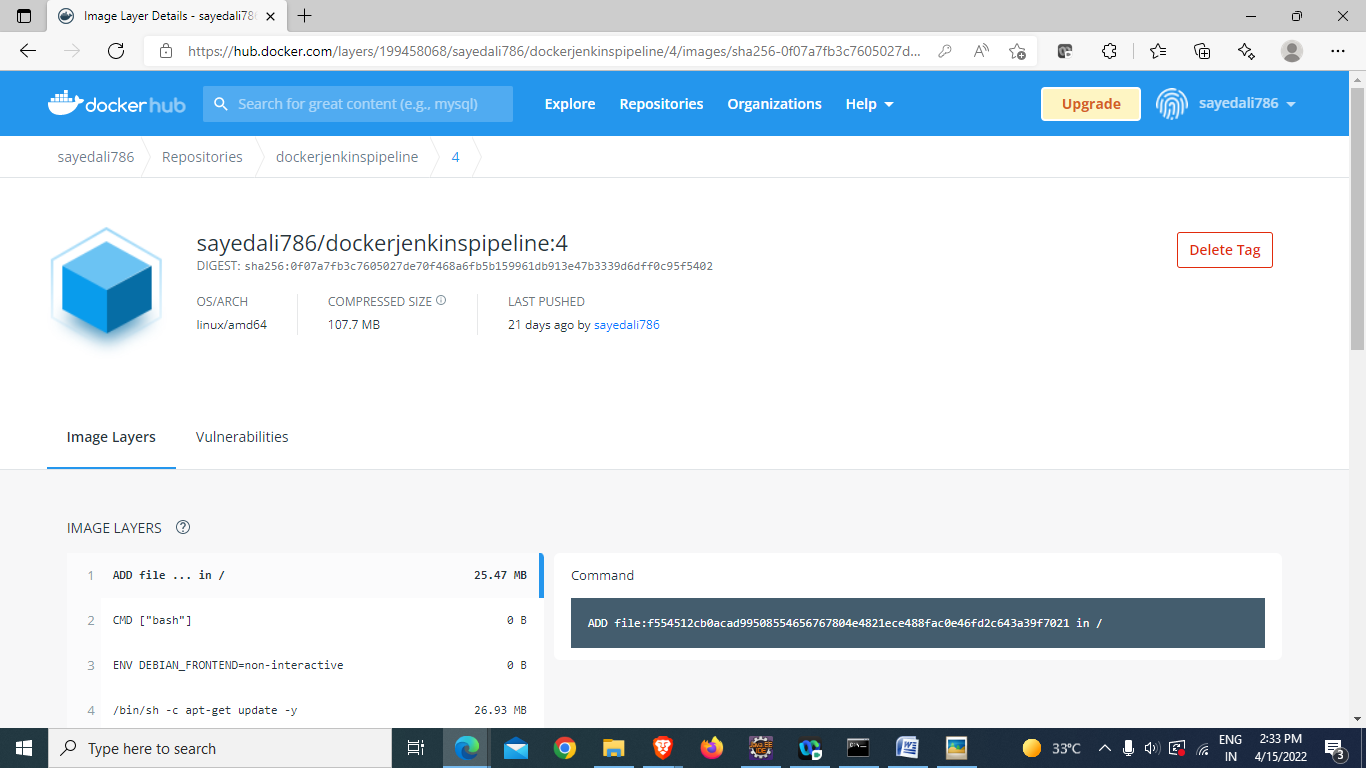 Image Layer Details - sayedali786
https://hub.docker.com/layers/199458068/sayedali786/dockerjenkinspipeline/4/images/sha256-0f07a7fb3c7605027d...
dockerhub
Search for great content (e.g., mysql)
Explore
Repositories
Organizations
Help
Upgrade
sayedali786
sayedali786
Repositories
dockerjenkinspipeline
4
sayedali786/dockerjenkinspipeline:4
DIGEST: sha256:0f07a7fb3c7605027de70f468a6fb5b159961db913e47b3339d6dff0c95f5402
Delete Tag
OS/ARCH
COMPRESSED SIZE
LAST PUSHED
linux/amd64
107.7 MB
21 days ago by sayedali786
Image Layers
Vulnerabilities
IMAGE LAYERS
1 ADD file ... in / 25.47 MB
2 CMD ["bash"] 0 B
3 ENV DEBIAN_FRONTEND=non-interactive 0 B
4 /bin/sh -c apt-get update -y 26.93 MB
Command
ADD file:f554512cb0acad99508554656767804e4821ece488fac0e46fd2c643a39f7021 in /
Type here to search
33°C
ENG
IN
2:33 PM
4/15/2022
3